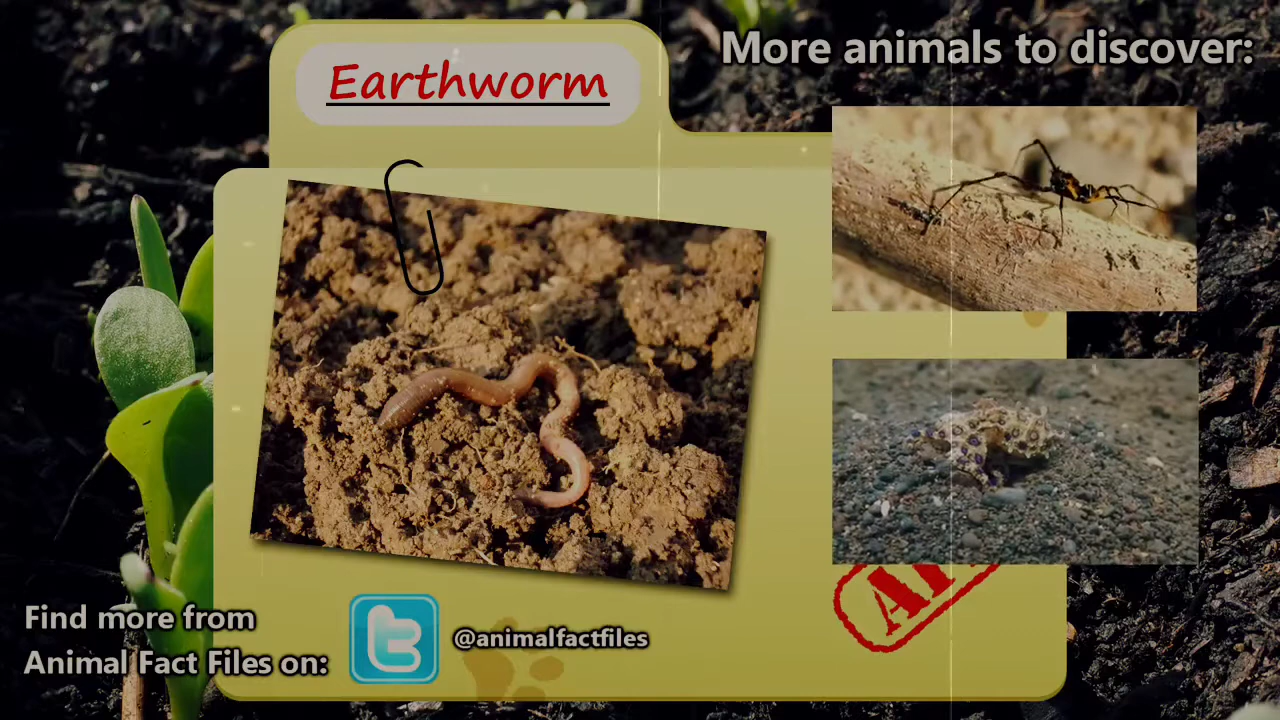 Earthworm
More animals to discover:
Find more from
Animal Fact Files on:
@animalfactfiles